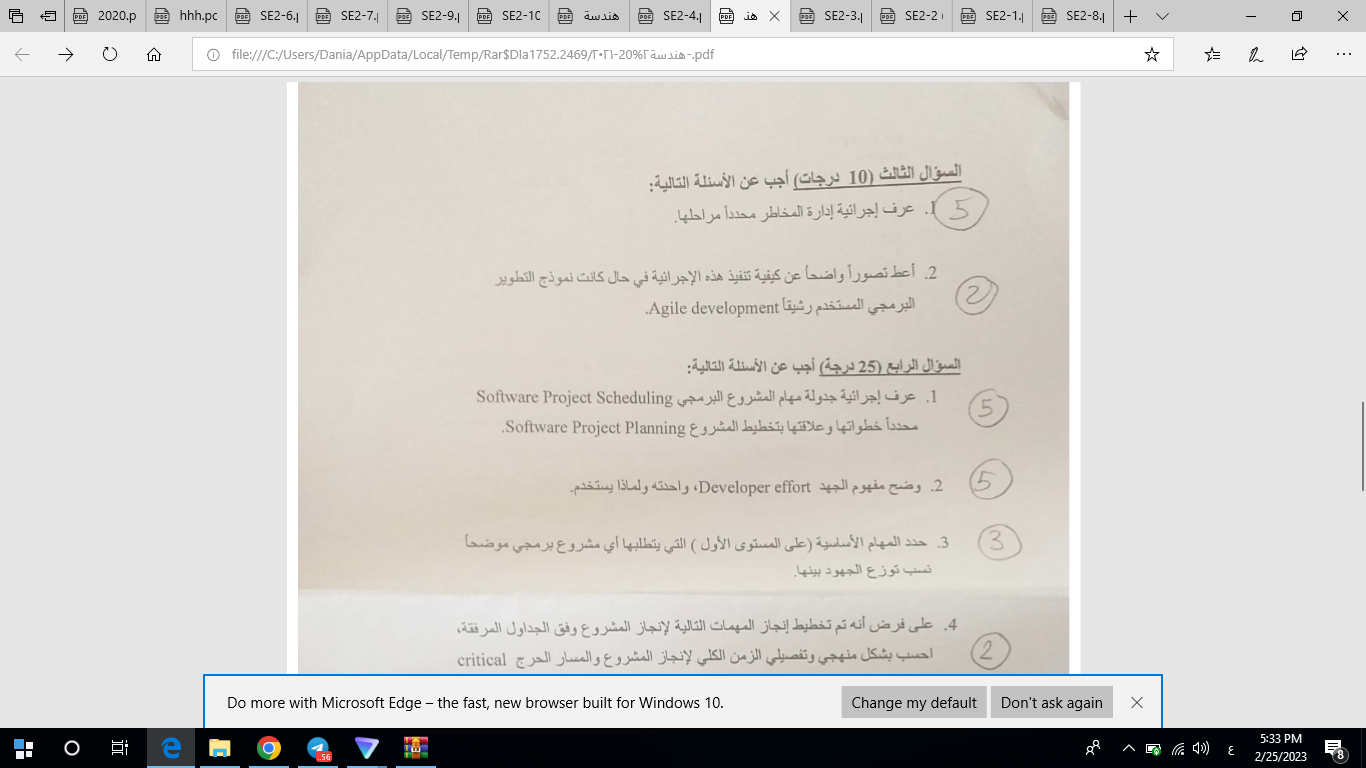 2020.p
hhh.pc
SE2-6.p
SE2-7.p
SE2-9.p
SE2-10
هندسة
SE2-4.p
هند
SE2-3.p
SE2-2 (
SE2-1.p
SE2-8.p
file:///C:/Users/Dania/AppData/Local/Temp/Rar$DIa1752.2469/٢٠٢١-20%٢هندسة-.pdf
السؤال الثالث (10 درجات) أجب عن الأسئلة التالية:
1. عرف إجرائية إدارة المخاطر محدداً مراحلها.
5
2. أعط تصوراً واضحاً عن كيفية تنفيذ هذه الإجرائية في حال كانت نموذج التطوير
البرمجي المستخدم رشيقاً Agile development.
2
السؤال الرابع (25 درجة) أجب عن الأسئلة التالية:
1. عرف إجرائية جدولة مهام المشروع البرمجي Software Project Scheduling
محدداً خطواتها وعلاقتها بتخطيط المشروع Software Project Planning.
5
2. وضح مفهوم الجهد Developer effort، واحدته ولماذا يستخدم.
5
3. حدد المهام الأساسية (على المستوى الأول ) التي يتطلبها أي مشروع برمجي موضحاً
نسب توزع الجهود بينها.
3
4. على فرض أنه تم تخطيط إنجاز المهمات التالية لإنجاز المشروع وفق الجداول المرفقة،
احسب بشكل منهجي وتفصيلي الزمن الكلي لإنجاز المشروع والمسار الحرج critical
2
Do more with Microsoft Edge – the fast, new browser built for Windows 10.
Change my default
Don't ask again
56
ع
5:33 PM
2/25/2023
8